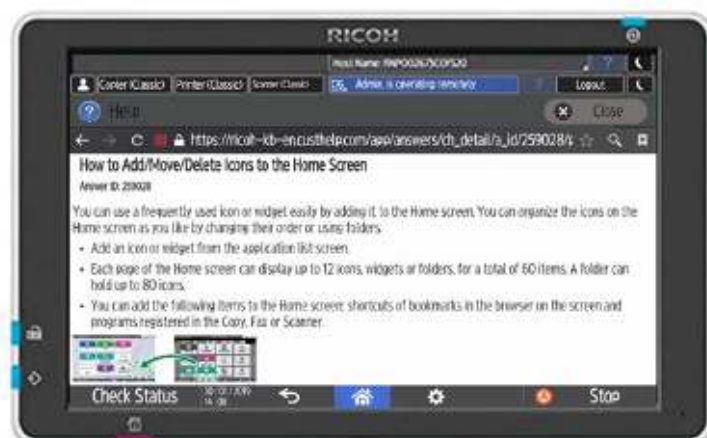 RICOH
Host Name:
Copier (Classic) Printer (Classic) Scanner (Classic) Admin. is operating remotely ? Logout
? Help Close
https://ricoh-kb-en.custhelp.com/app/answers/ch_detail/a_id/259028/
How to Add/Move/Delete Icons to the Home Screen
Answer ID: 259028
You can use a frequently used icon or widget easily by adding it to the Home screen. You can organize the icons on the
Home screen as you like by changing their order or using folders.
• Add an icon or widget from the application list screen.
• Each page of the Home screen can display up to 12 icons, widgets or folders, for a total of 60 items. A folder can
hold up to 80 icons.
• You can add the following items to the Home screen: shortcuts of bookmarks in the browser on the screen and
programs registered in the Copy, Fax or Scanner.
Check Status Stop